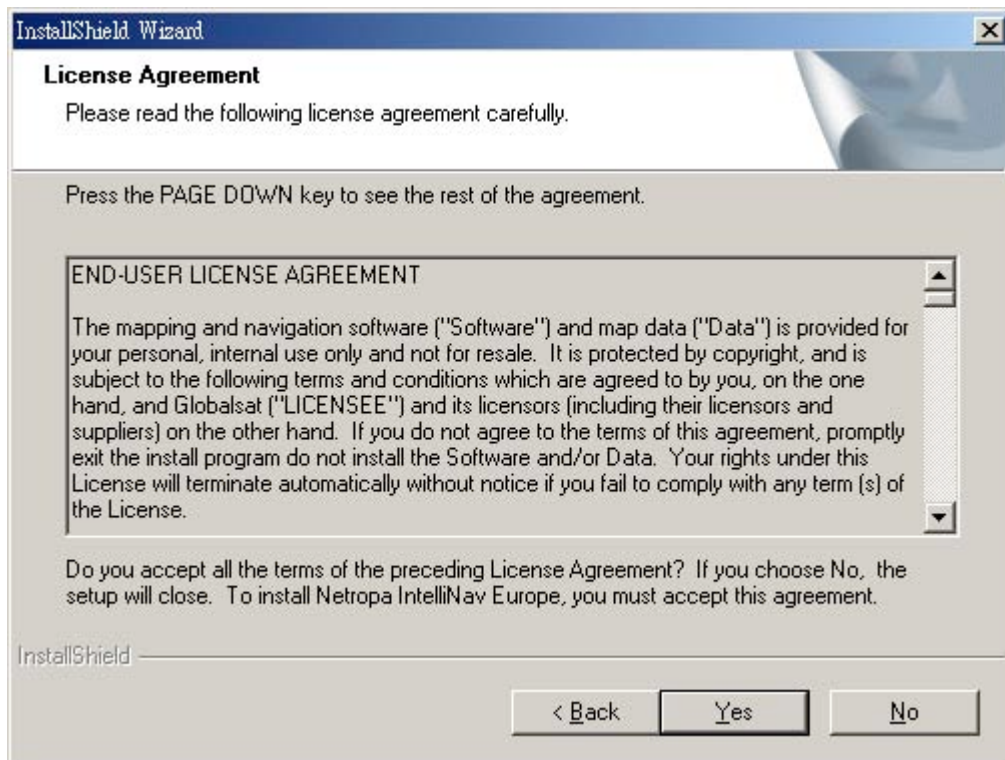 InstallShield Wizard
License Agreement
Please read the following license agreement carefully.
Press the PAGE DOWN key to see the rest of the agreement.
END-USER LICENSE AGREEMENT
The mapping and navigation software ("Software") and map data ("Data") is provided for
your personal, internal use only and not for resale.  It is protected by copyright, and is
subject to the following terms and conditions which are agreed to by you, on the one
hand, and Globalsat ("LICENSEE") and its licensors (including their licensors and
suppliers) on the other hand.  If you do not agree to the terms of this agreement, promptly
exit the install program do not install the Software and/or Data.  Your rights under this
License will terminate automatically without notice if you fail to comply with any term (s) of
the License.
Do you accept all the terms of the preceding License Agreement?  If you choose No,  the
setup will close.  To install Netropa IntelliNav Europe, you must accept this agreement.
InstallShield
< Back
Yes
No